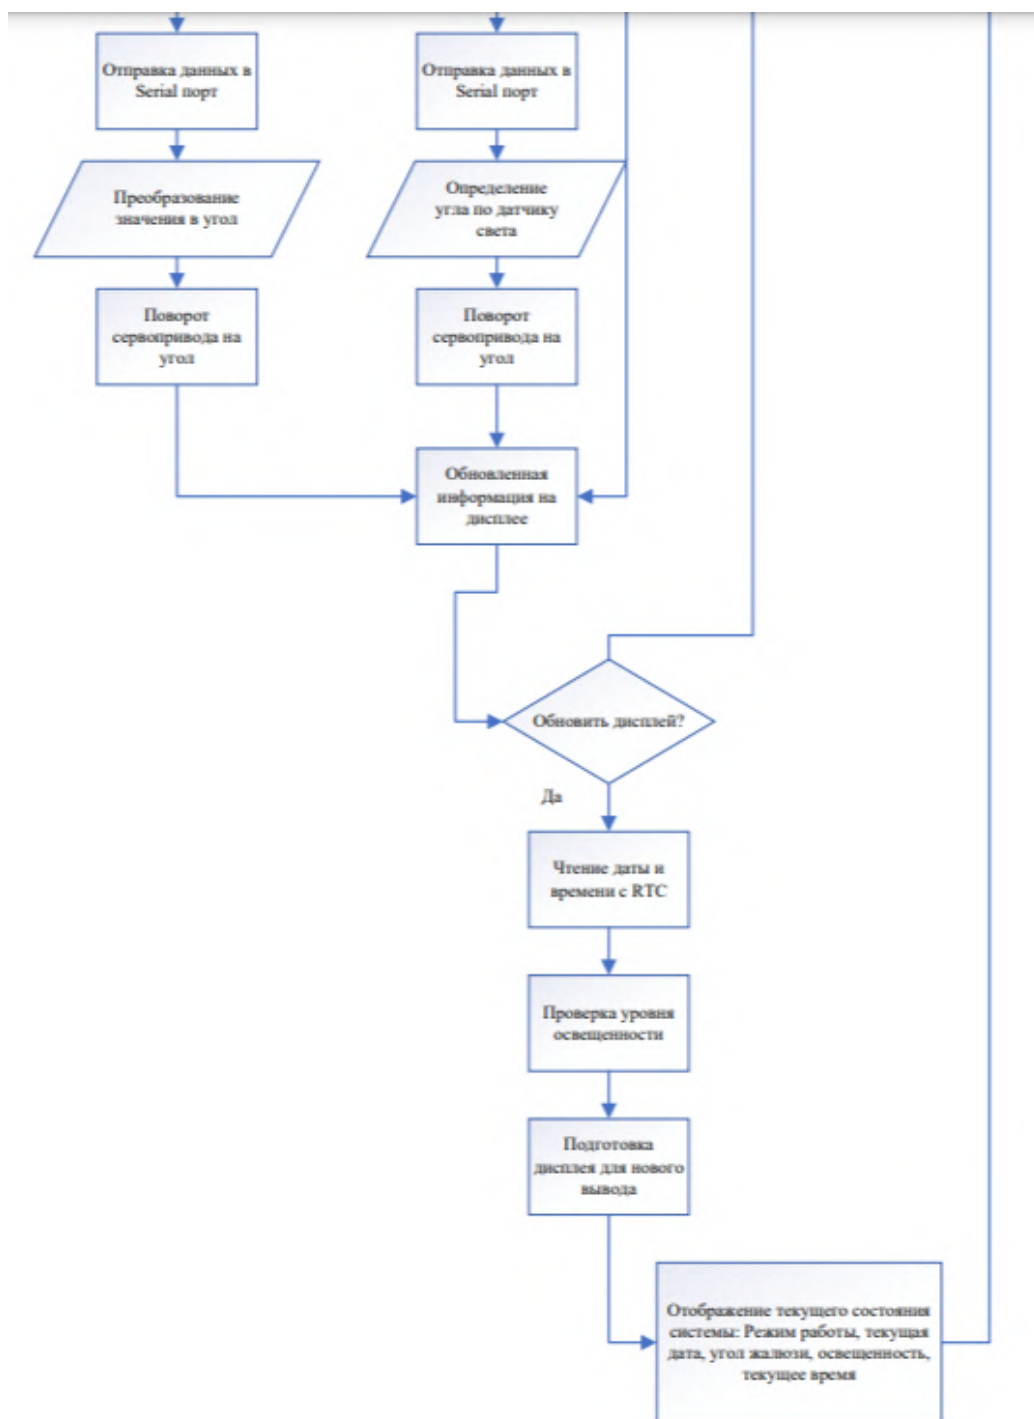 Отправка данных в
Serial порт
Отправка данных в
Serial порт
Преобразование
значения в угол
Определение
угла по датчику
света
Поворот
сервопривода на
угол
Поворот
сервопривода на
угол
Обновленная
информация на
дисплее
Обновить дисплей?
Да
Чтение даты и
времени с RTC
Проверка уровня
освещенности
Подготовка
дисплея для нового
вывода
Отображение текущего состояния
системы: Режим работы, текущая
дата, угол жалюзи, освещенность,
текущее время